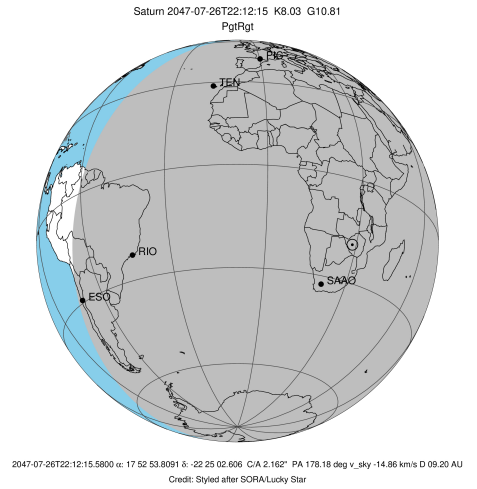 Saturn 2047-07-26T22:12:15  K8.03  G10.81
PgtRgt
PIC
TEN
RIO
SAAO
ESO
2047-07-26T22:12:15.5800 α: 17 52 53.8091 δ: -22 25 02.606  C/A 2.162"  PA 178.18 deg v_sky -14.86 km/s D 09.20 AU
Credit: Styled after SORA/Lucky Star